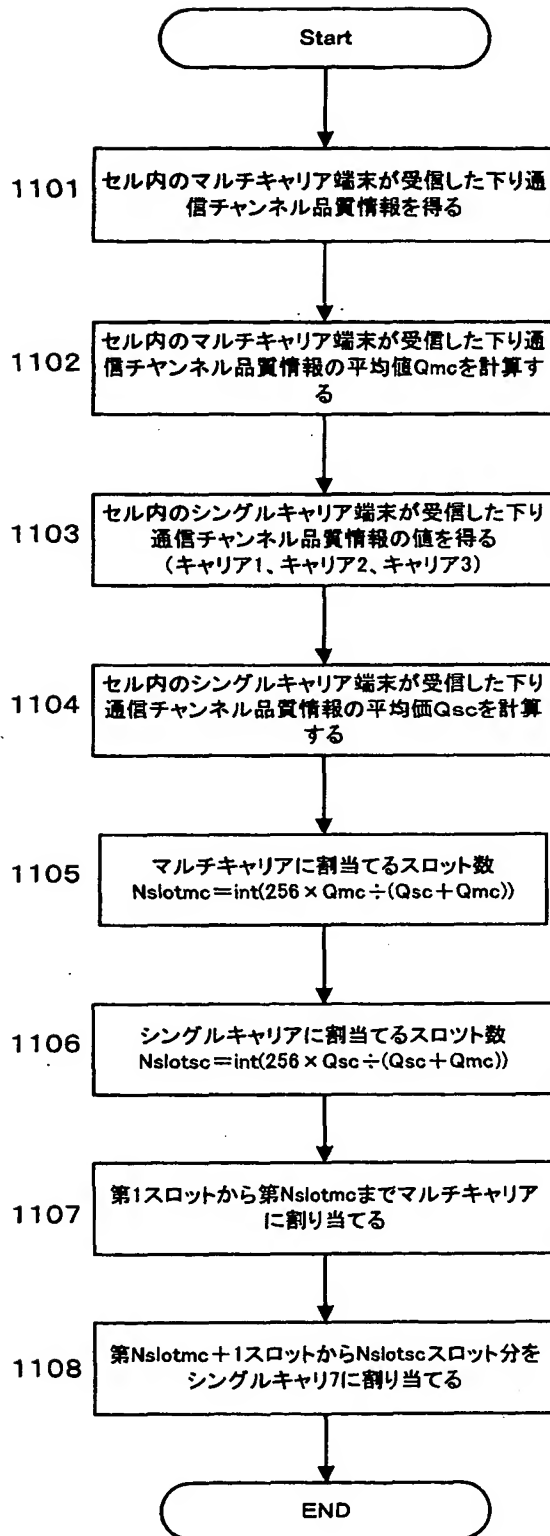 Start
1101
セル内のマルチキャリア端末が受信した下り通
信チャンネル品質情報を得る
1102
セル内のマルチキャリア端末が受信した下り通
信チヤンネル品質情報の平均値Qmcを計算す
る
1103
セル内のシングルキャリア端末が受信した下り
通信チャンネル品質情報の値を得る
(キャリア1、キャリア2、キャリア3)
1104
セル内のシングルキャリア端末が受信した下り
通信チャンネル品質情報の平均価Qscを計算
する
1105
マルチキャリアに割当てるスロット数
Nslotmc=int(256×Qmc÷(Qsc+Qmc))
1106
シングルキャリアに割当てるスロツト数
Nslotsc=int(256×Qsc÷(Qsc+Qmc))
1107
第1スロットから第Nslotmcまでマルチキャリア
に割り当てる
1108
第Nslotmc+1スロットからNslotscスロット分を
シングルキャリ7に割り当てる
END